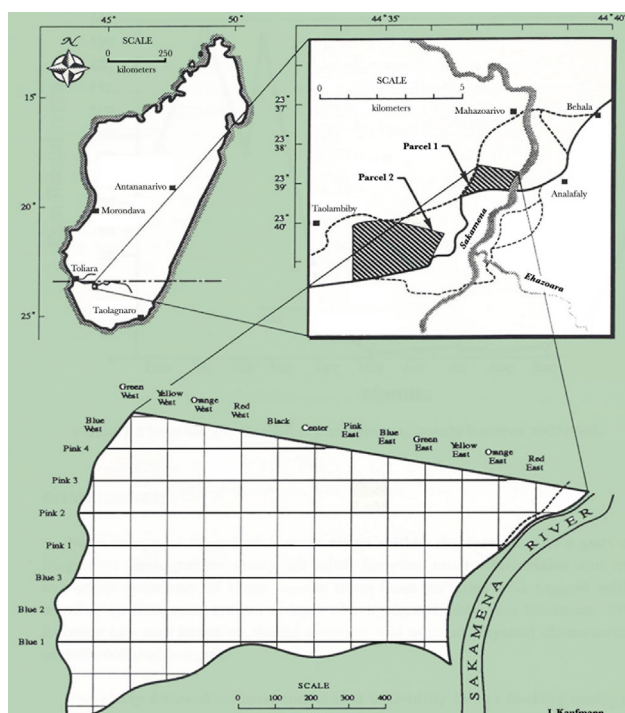 45°
50°
N
SCALE
0
250
kilometers
15°
20°
25°
Antananarivo
Morondava
Toliara
Taolagnaro
44° 35'
44° 40'
23° 37'
23° 38'
23° 39'
23° 40'
SCALE
0
5
kilometers
Mahazoarivo
Behala
Parcel 1
Parcel 2
Analafaly
Taolambiby
Sakamena
Ehazoara
Blue West
Green West
Yellow West
Orange West
Red West
Black
Center
Pink East
Blue East
Green East
Yellow East
Orange East
Red East
Pink 4
Pink 3
Pink 2
Pink 1
Blue 3
Blue 2
Blue 1
SAKAMENA RIVER
SCALE
0 100 200 300 400
J. Kaufmann